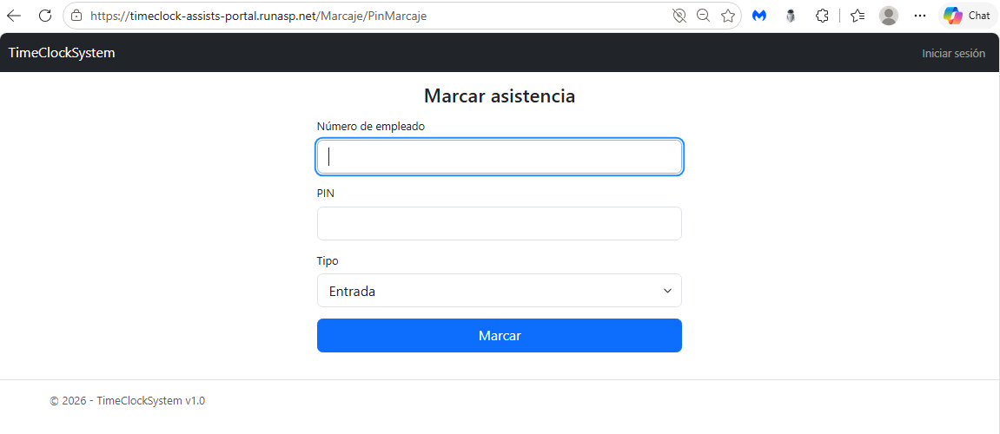 https://timeclock-assists-portal.runasp.net/Marcaje/PinMarcaje
Chat
TimeClockSystem
Iniciar sesión
Marcar asistencia
Número de empleado
PIN
Tipo
Entrada
Marcar
© 2026 - TimeClockSystem v1.0